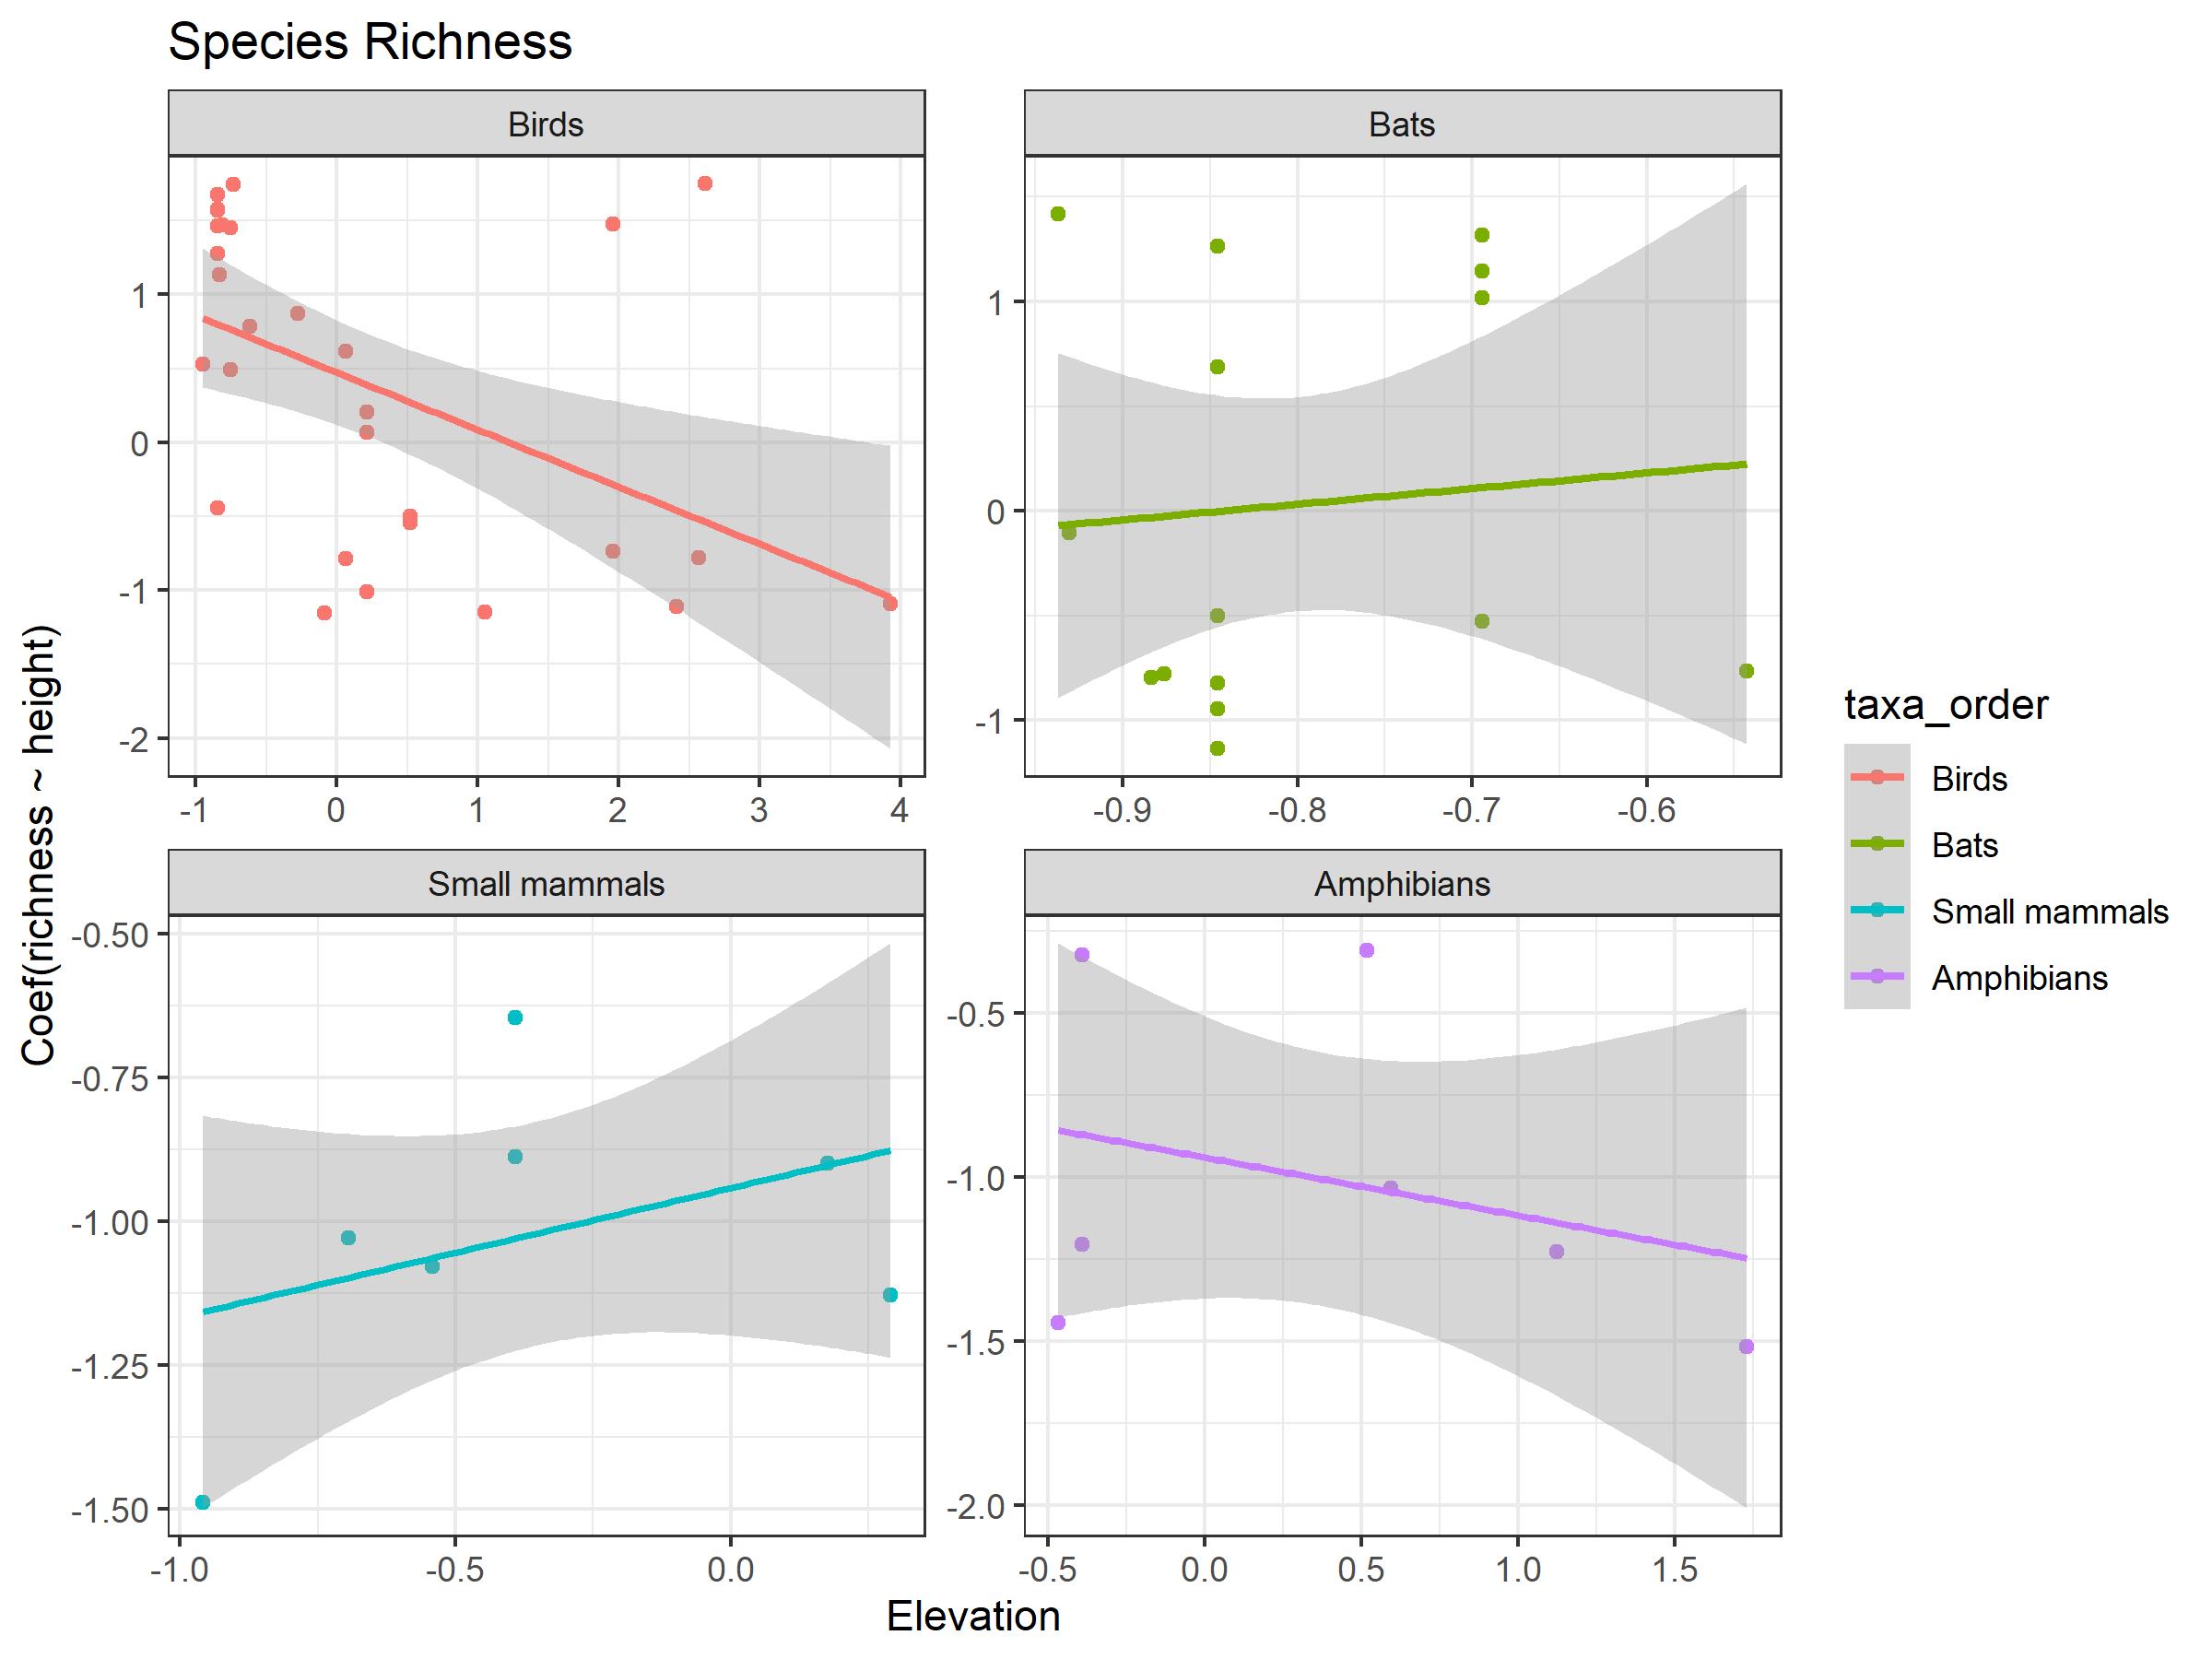 Species Richness
Birds
Bats
1
0
-1
-2
1
0
-1
-1
0
1
2
3
4
-0.9
-0.8
-0.7
-0.6
Small mammals
Amphibians
-0.50
-0.75
-1.00
-1.25
-1.50
-0.5
-1.0
-1.5
-2.0
-1.0
-0.5
0.0
-0.5
0.0
0.5
1.0
1.5
Elevation
Coef(richness ~ height)
taxa_order
Birds
Bats
Small mammals
Amphibians